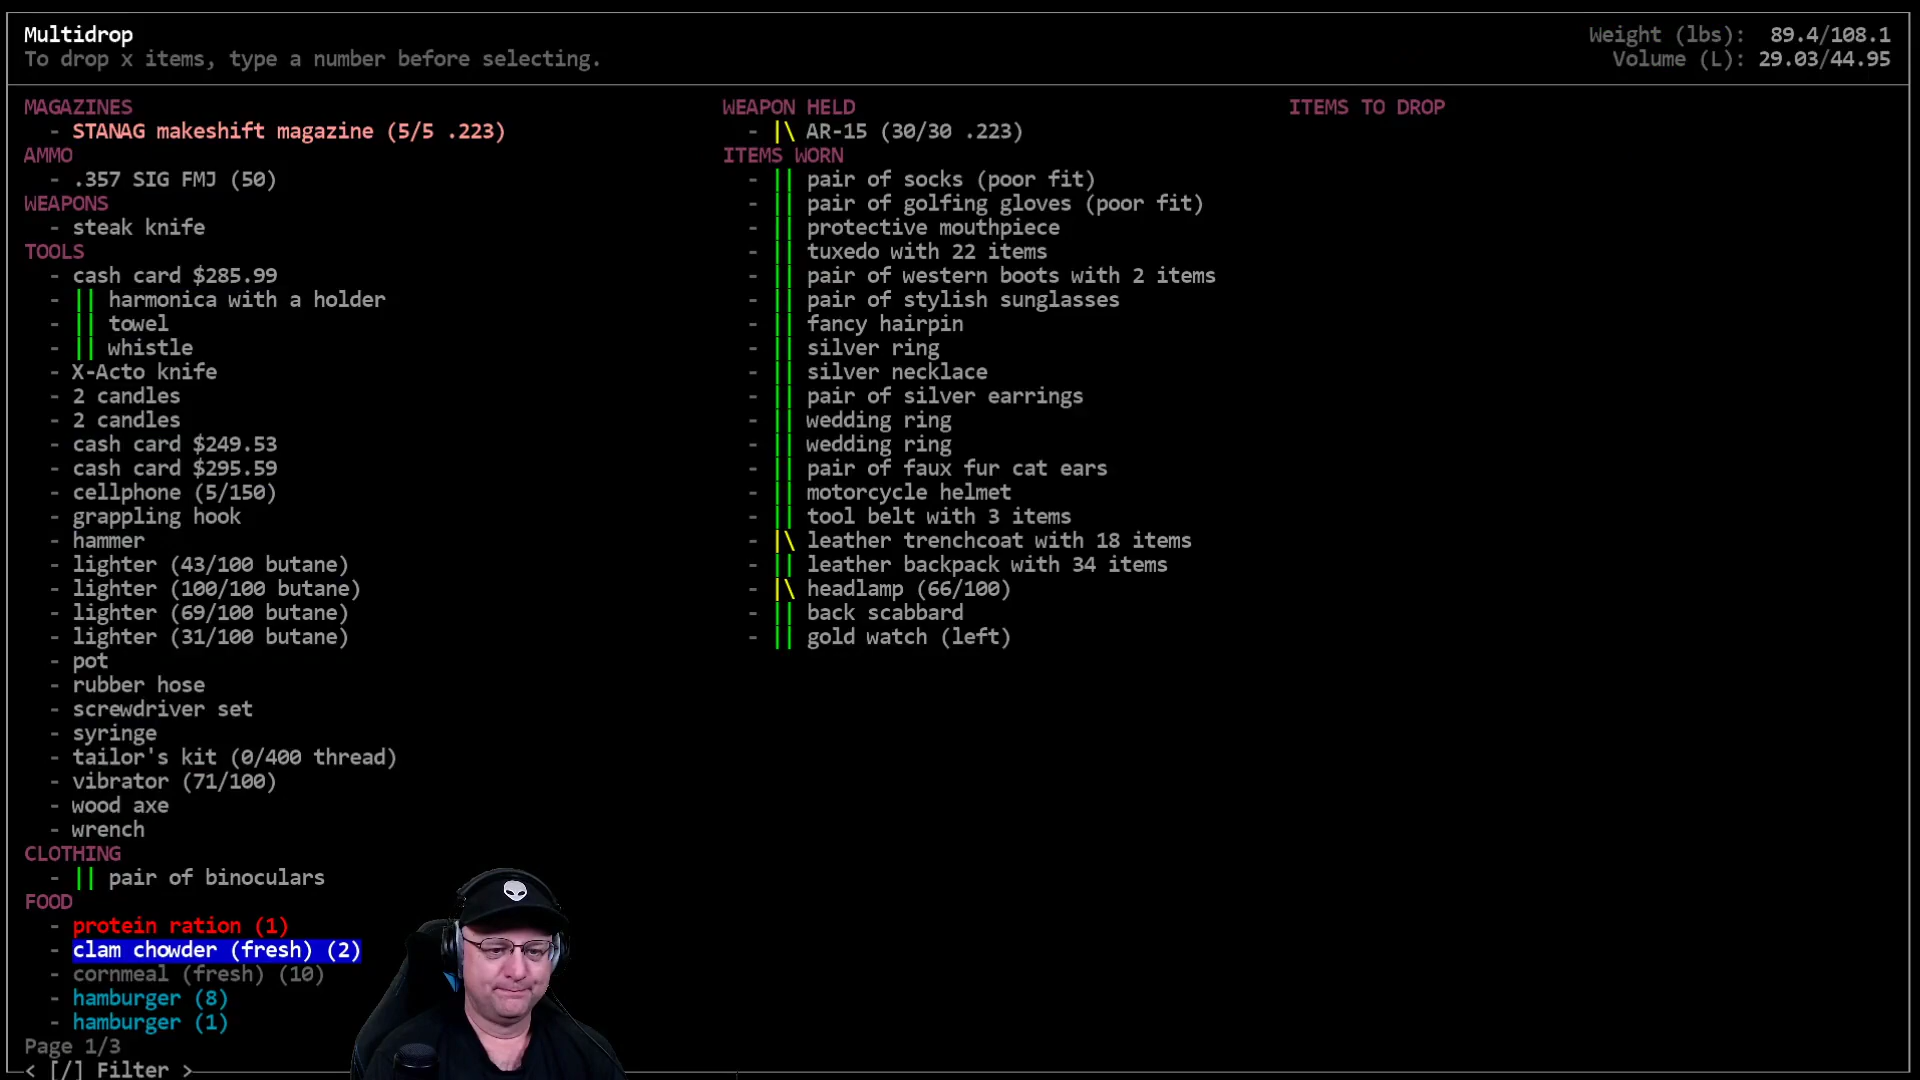 Multidrop
To drop x items, type a number before selecting.
Weight (lbs): 89.4/108.1
Volume (L): 29.03/44.95
MAGAZINES
- STANAG makeshift magazine (5/5 .223)
AMMO
- .357 SIG FMJ (50)
WEAPONS
- steak knife
TOOLS
- cash card $285.99
- || harmonica with a holder
- || towel
- || whistle
- X-Acto knife
- 2 candles
- 2 candles
- cash card $249.53
- cash card $295.59
- cellphone (5/150)
- grappling hook
- hammer
- lighter (43/100 butane)
- lighter (100/100 butane)
- lighter (69/100 butane)
- lighter (31/100 butane)
- pot
- rubber hose
- screwdriver set
- syringe
- tailor's kit (0/400 thread)
- vibrator (71/100)
- wood axe
- wrench
CLOTHING
- || pair of binoculars
FOOD
- protein ration (1)
- clam chowder (fresh) (2)
- cornmeal (fresh) (10)
- hamburger (8)
- hamburger (1)
Page 1/3
< [/] Filter >
WEAPON HELD
- |\ AR-15 (30/30 .223)
ITEMS WORN
- || pair of socks (poor fit)
- || pair of golfing gloves (poor fit)
- || protective mouthpiece
- || tuxedo with 22 items
- || pair of western boots with 2 items
- || pair of stylish sunglasses
- || fancy hairpin
- || silver ring
- || silver necklace
- || pair of silver earrings
- || wedding ring
- || wedding ring
- || pair of faux fur cat ears
- || motorcycle helmet
- || tool belt with 3 items
- |\ leather trenchcoat with 18 items
- || leather backpack with 34 items
- |\ headlamp (66/100)
- || back scabbard
- || gold watch (left)
ITEMS TO DROP